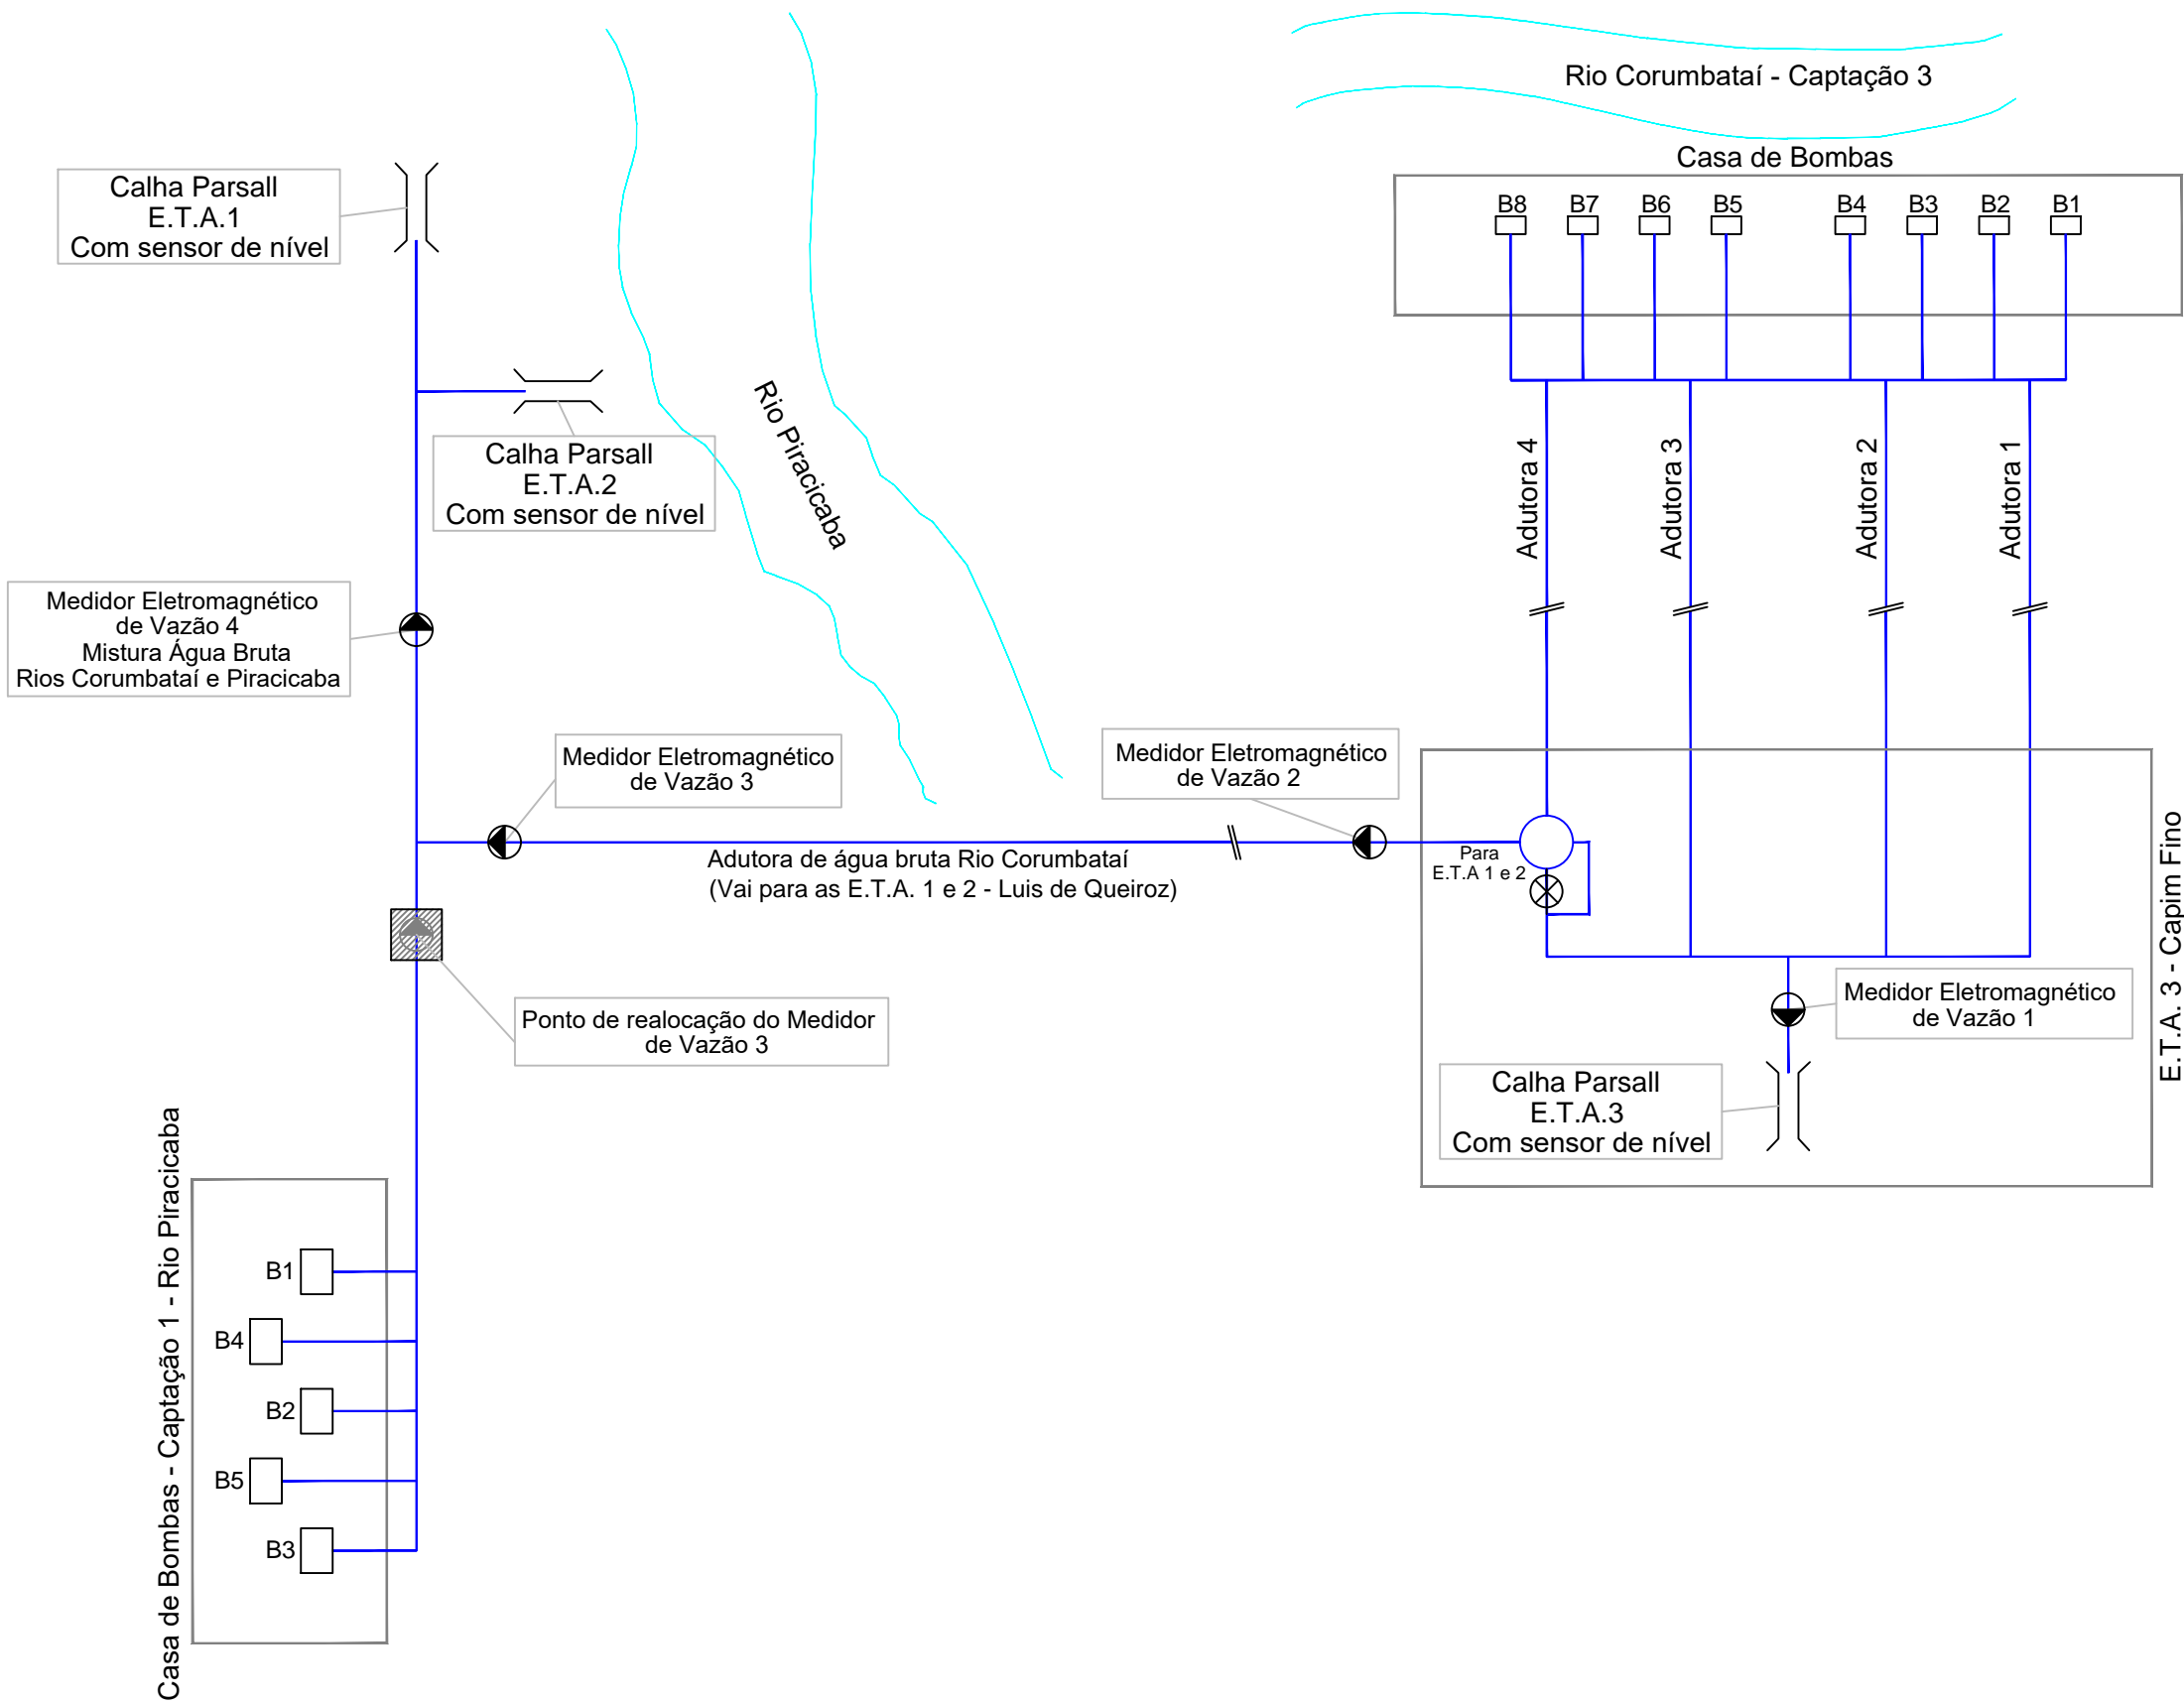 Rio Corumbataí - Captação 3
Casa de Bombas
B8
B7
B6
B5
B4
B3
B2
B1
Calha Parsall
E.T.A.1
Com sensor de nível
Calha Parsall
E.T.A.2
Com sensor de nível
Rio Piracicaba
Adutora 4
Adutora 3
Adutora 2
Adutora 1
Medidor Eletromagnético
de Vazão 4
Mistura Água Bruta
Rios Corumbataí e Piracicaba
Medidor Eletromagnético
de Vazão 3
Medidor Eletromagnético
de Vazão 2
Adutora de água bruta Rio Corumbataí
(Vai para as E.T.A. 1 e 2 - Luis de Queiroz)
Para
E.T.A 1 e 2
E.T.A. 3 - Capim Fino
Ponto de realocação do Medidor
de Vazão 3
Medidor Eletromagnético
de Vazão 1
Calha Parsall
E.T.A.3
Com sensor de nível
Casa de Bombas - Captação 1 - Rio Piracicaba
B1
B4
B2
B5
B3